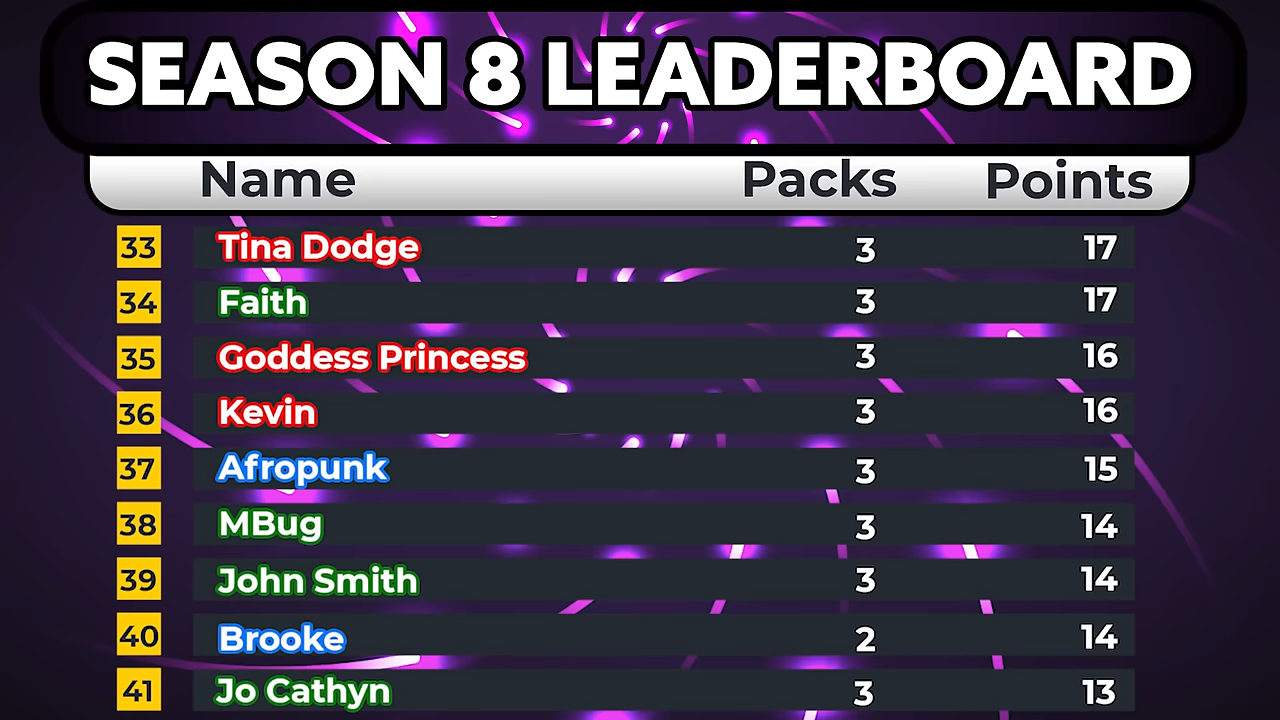 SEASON 8 LEADERBOARD
Name Packs Points
33 Tina Dodge 3 17
34 Faith 3 17
35 Goddess Princess 3 16
36 Kevin 3 16
37 Afropunk 3 15
38 MBug 3 14
39 John Smith 3 14
40 Brooke 2 14
41 Jo Cathyn 3 13